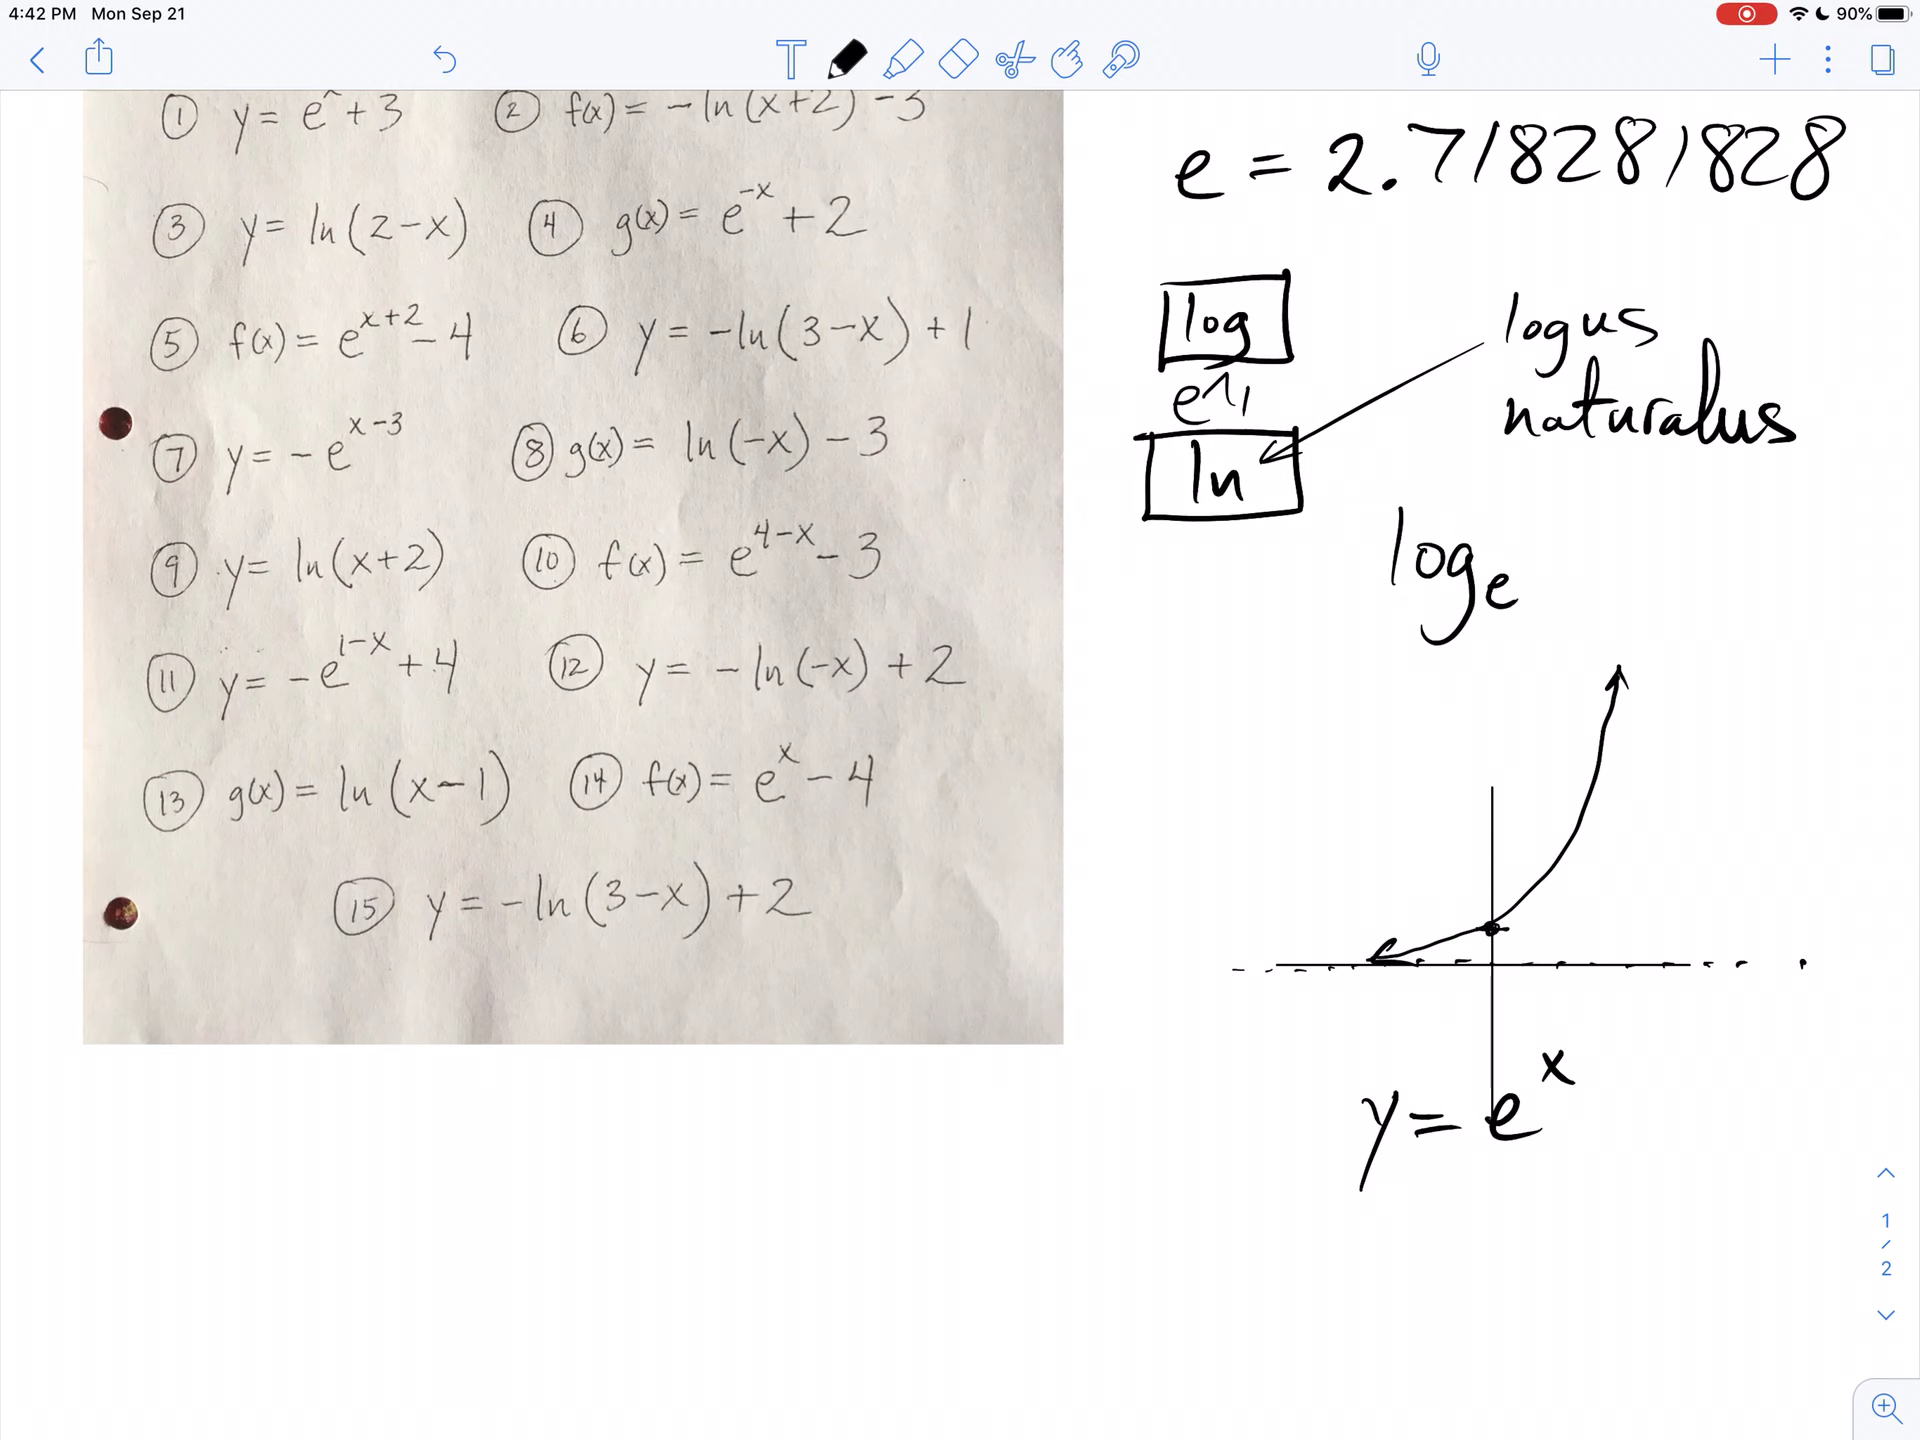 4:42 PM Mon Sep 21
90%
① y = e^x + 3 ② f(x) = -ln(x+2) - 3
③ y = ln(2-x) ④ g(x) = e^-x + 2
⑤ f(x) = e^x+2 - 4 ⑥ y = -ln(3-x) + 1
⑦ y = -e^x-3 ⑧ g(x) = ln(-x) - 3
⑨ y = ln(x+2) ⑩ f(x) = e^4-x - 3
⑪ y = -e^1-x + 4 ⑫ y = -ln(-x) + 2
⑬ g(x) = ln(x-1) ⑭ f(x) = e^x - 4
⑮ y = -ln(3-x) + 2
e = 2.718281828
log
e^1
ln
logus
naturalus
log_e
y = e^x
1
/
2